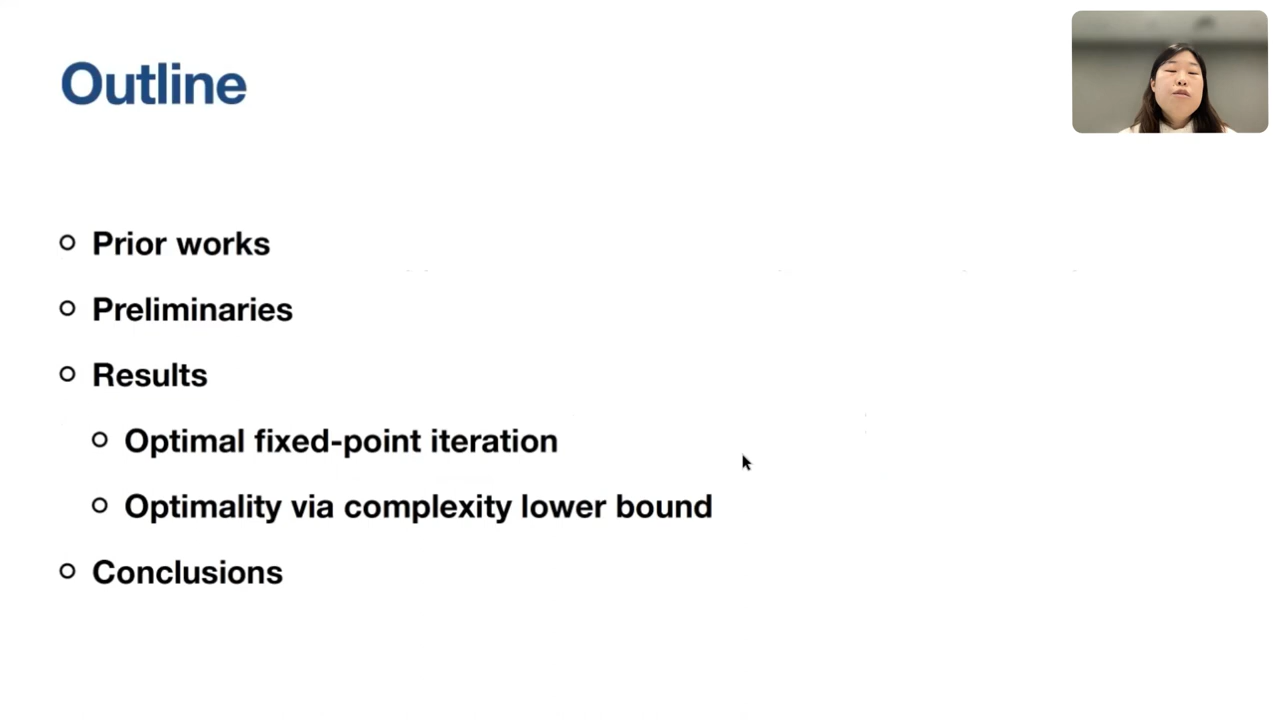 Outline
Prior works
Preliminaries
Results
Optimal fixed-point iteration
Optimality via complexity lower bound
Conclusions